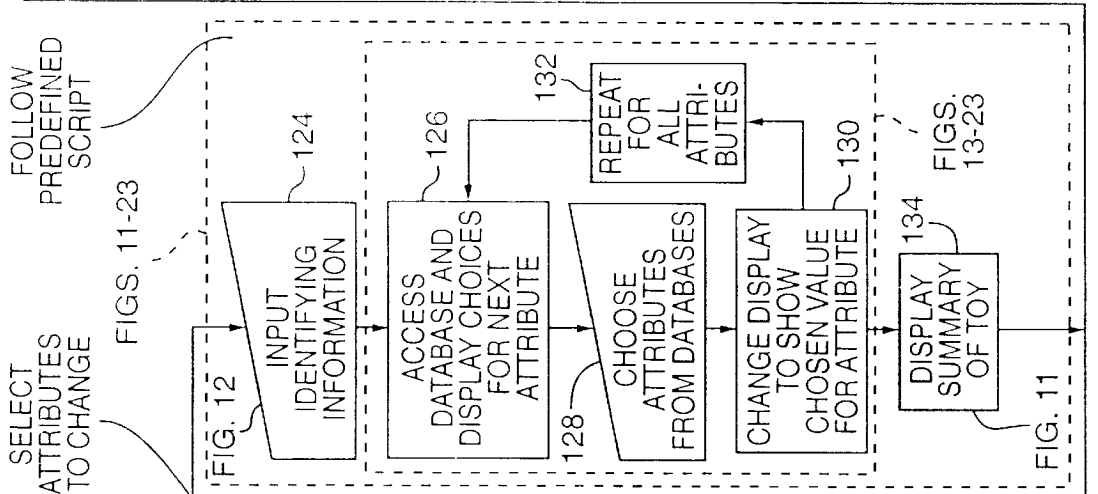 SELECT
ATTRIBUTES
TO CHANGE
FOLLOW
PREDEFINED
SCRIPT
FIGS. 11-23
FIG. 12
INPUT
IDENTIFYING
INFORMATION
124
ACCESS
DATABASE AND
DISPLAY CHOICES
FOR NEXT
ATTRIBUTE
126
REPEAT
FOR
ALL
ATTRI-
BUTES
132
128
CHOOSE
ATTRIBUTES
FROM DATABASES
CHANGE DISPLAY
TO SHOW
CHOSEN VALUE
FOR ATTRIBUTE
130
FIGS.
13-23
DISPLAY
SUMMARY
OF TOY
134
FIG. 11